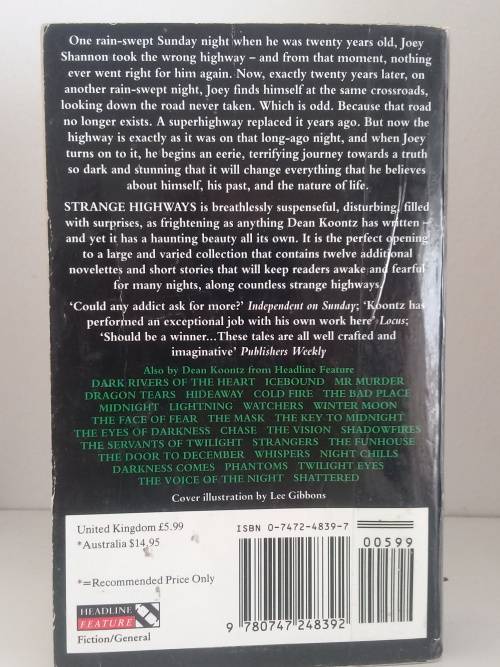 One rain-swept Sunday night when he was twenty years old, Joey
Shannon took the wrong highway – and from that moment, nothing
ever went right for him again. Now, exactly twenty years later, on
another rain-swept night, Joey finds himself at the same crossroads,
looking down the road never taken. Which is odd. Because that road
no longer exists. A superhighway replaced it years ago. But now the
highway is exactly as it was on that long-ago night, and when Joey
turns on to it, he begins an eerie, terrifying journey towards a truth
so dark and stunning that it will change everything that he believes
about himself, his past, and the nature of life.
STRANGE HIGHWAYS is breathlessly suspenseful, disturbing, filled
with surprises, as frightening as anything Dean Koontz has written –
and yet it has a haunting beauty all its own. It is the perfect opening
to a large and varied collection that contains twelve additional
novelettes and short stories that will keep readers awake and fearful
for many nights, along countless strange highways.
‘Could any addict ask for more?’ Independent on Sunday; ‘Koontz has
performed an exceptional job with his own work here’ Locus;
‘Should be a winner...These tales are all well crafted and
imaginative’ Publishers Weekly
Also by Dean Koontz from Headline Feature
DARK RIVERS OF THE HEART ICEBOUND MR MURDER
DRAGON TEARS HIDEAWAY COLD FIRE THE BAD PLACE
MIDNIGHT LIGHTNING WATCHERS WINTER MOON
THE FACE OF FEAR THE MASK THE KEY TO MIDNIGHT
THE EYES OF DARKNESS CHASE THE VISION SHADOWFIRES
THE SERVANTS OF TWILIGHT STRANGERS THE FUNHOUSE
THE DOOR TO DECEMBER WHISPERS NIGHT CHILLS
DARKNESS COMES PHANTOMS TWILIGHT EYES
THE VOICE OF THE NIGHT SHATTERED
Cover illustration by Lee Gibbons
United Kingdom £5.99
*Australia $14.95
*=Recommended Price Only
HEADLINE
FEATURE
Fiction/General
ISBN 0-7472-4839-7
00599
9 780747 248392